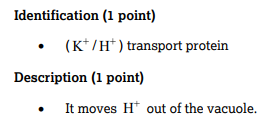 Identification (1 point)
• (K⁺/H⁺) transport protein
Description (1 point)
• It moves H⁺ out of the vacuole.